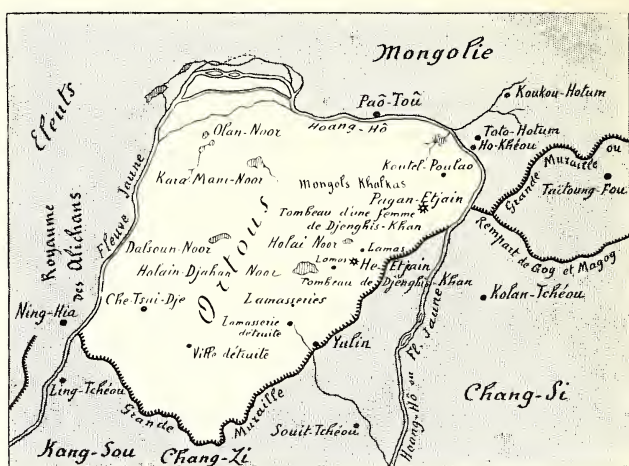 Mongolie
Eleuts
Paô-Toû
Koukou-Hotum
Hoang-Hô
Toto-Hotum
Ho-Khéou
Olan-Noor
Grande Muraille ou
Rempart de Gog et Magog
Taïtoung-Fou
Kara Mani-Noor
Mongols Khalkas
Koutel-Poulao
Pagan-Etjain
Tombeau d'une femme
de Djenghis-Khan
Fleuve Jaune
Royaume
des Alichans
Dalsoun-Noor
Holai Noor
Lamas
Ortous
Holain-Djahan Noor
Lamas
He-Etjain
Tombeau de Djenghis-Khan
Che-Tsui-Dje
Lamasseries
Kolan-Tchéou
Ning-Hia
Lamasserie
détruite
Ville détruite
Yulin
Hoang-Hô ou Fl. Jaune
Ling-Tchéou
Grande Muraille
Chang-Si
Souit-Tchéou
Kang-Sou
Chang-Zi